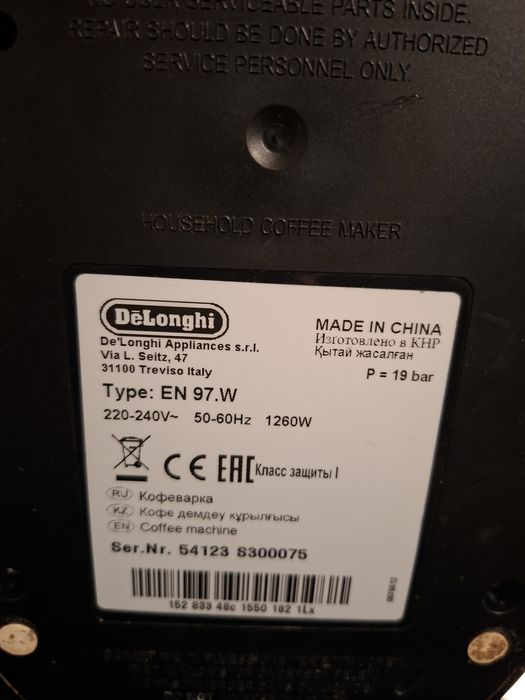 NO USER SERVICEABLE PARTS INSIDE.
REPAIR SHOULD BE DONE BY AUTHORIZED
SERVICE PERSONNEL ONLY.
HOUSEHOLD COFFEE MAKER
DēLonghi
De'Longhi Appliances s.r.l.
Via L. Seitz, 47
31100 Treviso Italy
MADE IN CHINA
Изготовлено в КНР
Қытай жасалған
P = 19 bar
Type: EN 97.W
220-240V~ 50-60Hz 1260W
CE EAC Класс защиты I
RU Кофеварка
KZ Кофе демдеу құрылғысы
EN Coffee machine
Ser.Nr. 54123 S300075
152 833 48c 1550 182 1Lx